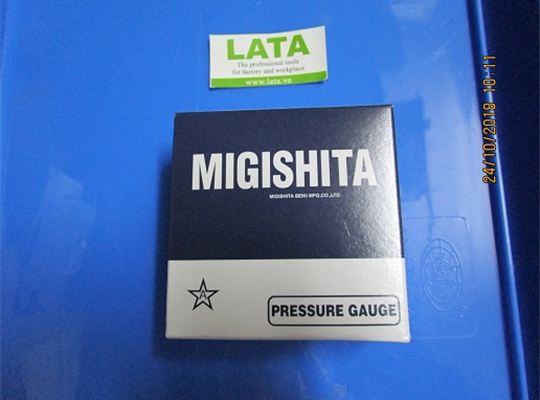 LATA
The professional tools
for factory and workplace
www.lata.vn
MIGISHITA
MIGISHITA SEIKI MFG.CO.,LTD.
A
PRESSURE GAUGE
24/10/2019 10:11